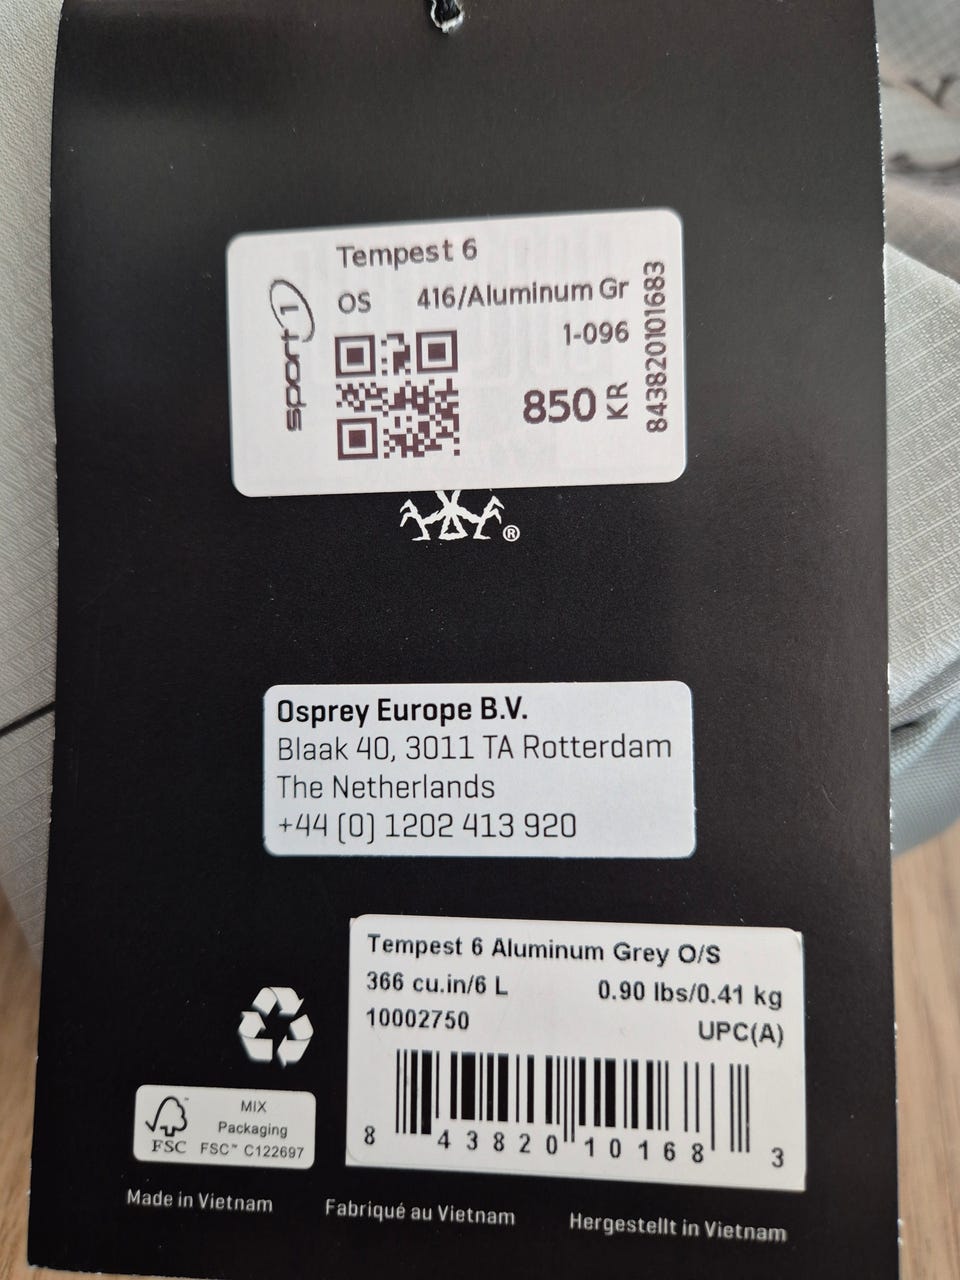 Tempest 6
sport 1
OS 416/Aluminum Gr
1-096
850 KR
843820101683
®
Osprey Europe B.V.
Blaak 40, 3011 TA Rotterdam
The Netherlands
+44 (0) 1202 413 920
Tempest 6 Aluminum Grey O/S
366 cu.in/6 L 0.90 lbs/0.41 kg
10002750 UPC(A)
8 43820 10168 3
MIX
Packaging
FSC FSC™ C122697
Made in Vietnam Fabriqué au Vietnam Hergestellt in Vietnam